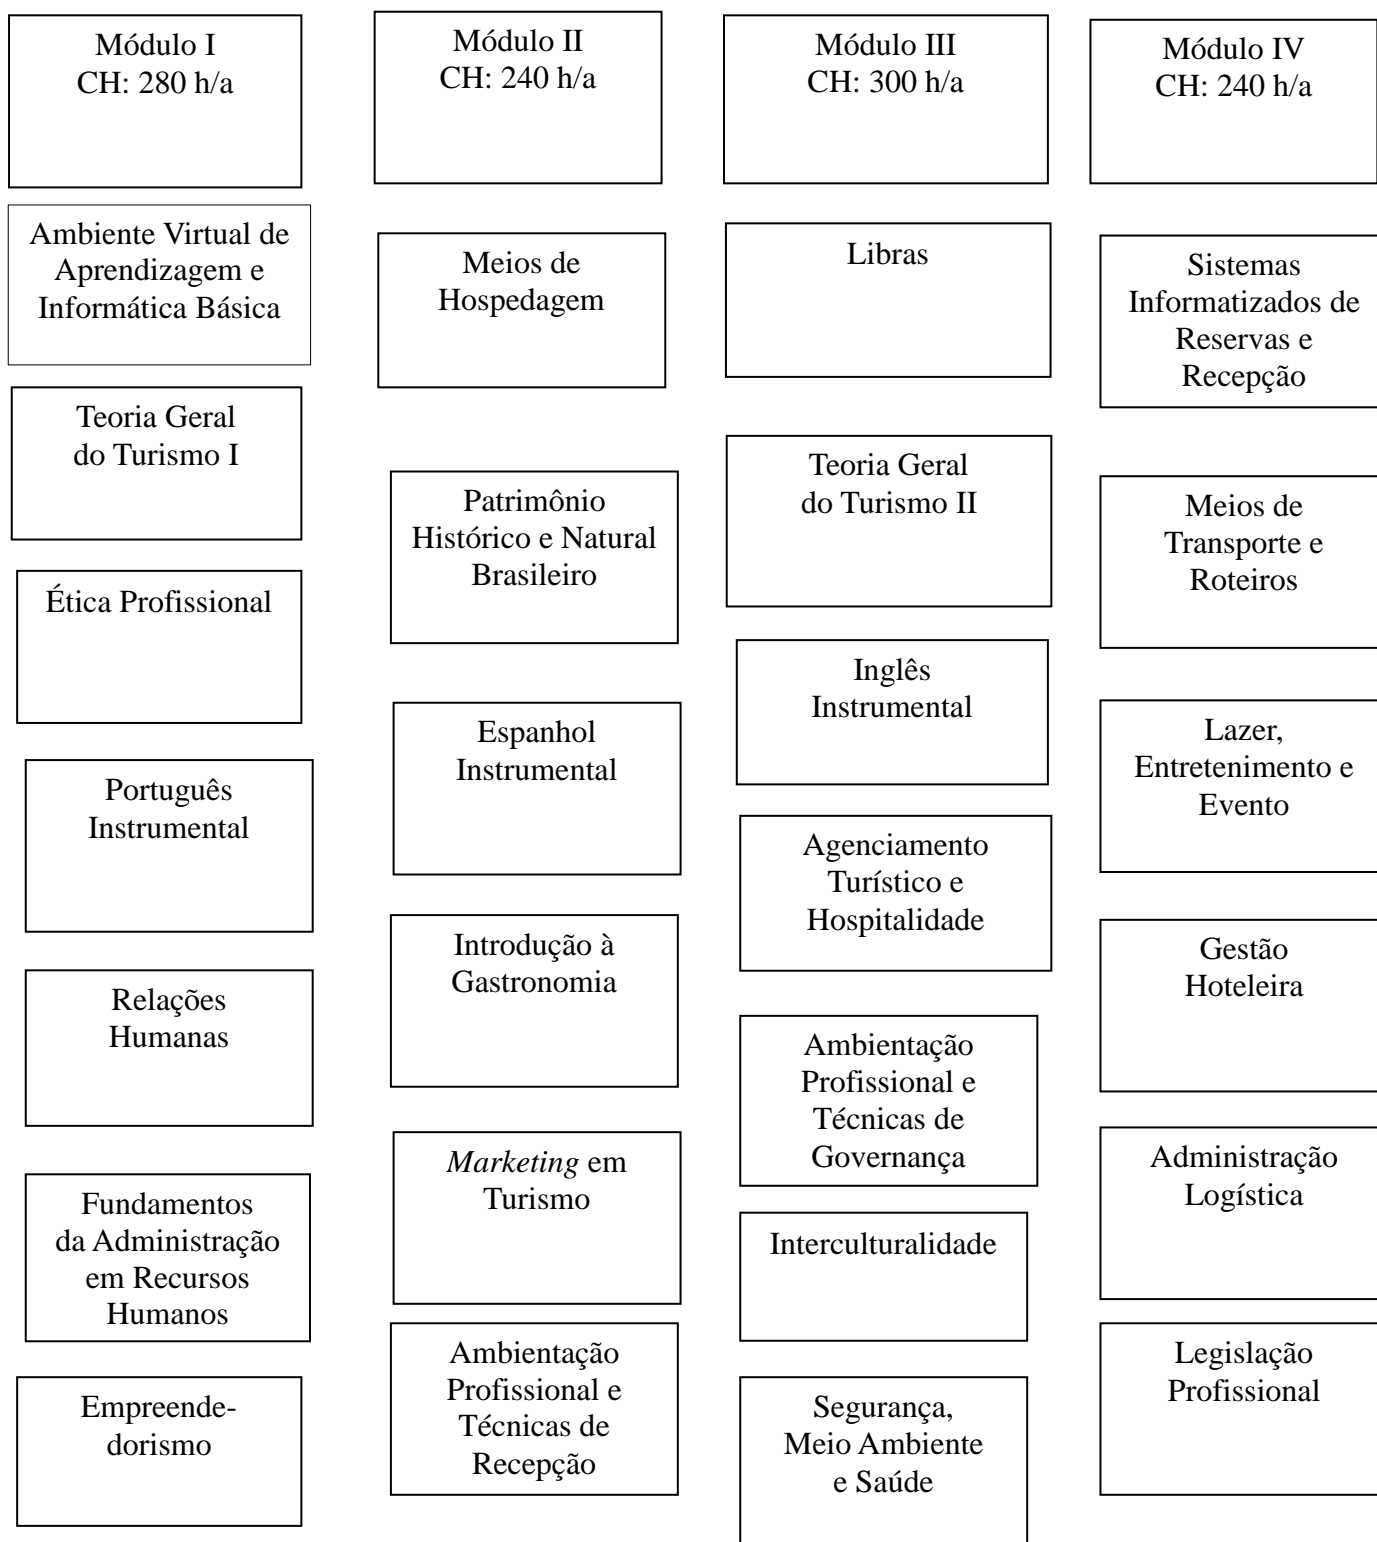 Módulo I
CH: 280 h/a
Ambiente Virtual de
Aprendizagem e
Informática Básica
Teoria Geral
do Turismo I
Ética Profissional
Português
Instrumental
Relações
Humanas
Fundamentos
da Administração
em Recursos
Humanos
Empreende-
dorismo
Módulo II
CH: 240 h/a
Meios de
Hospedagem
Patrimônio
Histórico e Natural
Brasileiro
Espanhol
Instrumental
Introdução à
Gastronomia
Marketing em
Turismo
Ambientação
Profissional e
Técnicas de
Recepção
Módulo III
CH: 300 h/a
Libras
Teoria Geral
do Turismo II
Inglês
Instrumental
Agenciamento
Turístico e
Hospitalidade
Ambientação
Profissional e
Técnicas de
Governança
Interculturalidade
Segurança,
Meio Ambiente
e Saúde
Módulo IV
CH: 240 h/a
Sistemas
Informatizados de
Reservas e
Recepção
Meios de
Transporte e
Roteiros
Lazer,
Entretenimento e
Evento
Gestão
Hoteleira
Administração
Logística
Legislação
Profissional